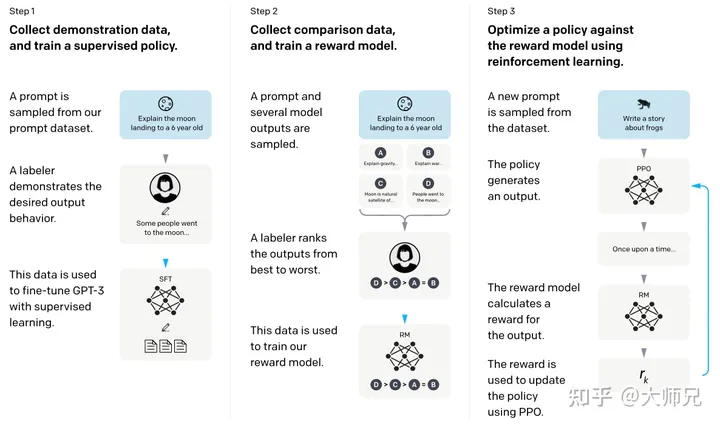 Step 1
Collect demonstration data,
and train a supervised policy.
A prompt is
sampled from our
prompt dataset.
Explain the moon
landing to a 6 year old
A labeler
demonstrates the
desired output
behavior.
Some people went
to the moon...
This data is used
to fine-tune GPT-3
with supervised
learning.
SFT
Step 2
Collect comparison data,
and train a reward model.
A prompt and
several model
outputs are
sampled.
Explain the moon
landing to a 6 year old
A
Explain gravity...
B
Explain war...
C
Moon is natural
satellite of...
D
People went to
the moon...
A labeler ranks
the outputs from
best to worst.
D > C > A = B
This data is used
to train our
reward model.
RM
D > C > A = B
Step 3
Optimize a policy against
the reward model using
reinforcement learning.
A new prompt
is sampled from
the dataset.
Write a story
about frogs
The policy
generates
an output.
PPO
Once upon a time...
The reward model
calculates a
reward for
the output.
RM
The reward is
used to update
the policy
using PPO.
rk
知乎 @大师兄